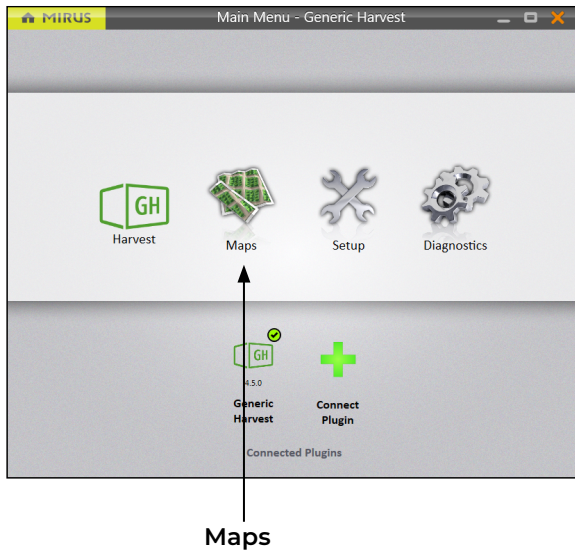 MIRUS
Main Menu - Generic Harvest
GH
Harvest
Maps
Setup
Diagnostics
GH
4.5.0
Generic
Harvest
Connect
Plugin
Connected Plugins
Maps